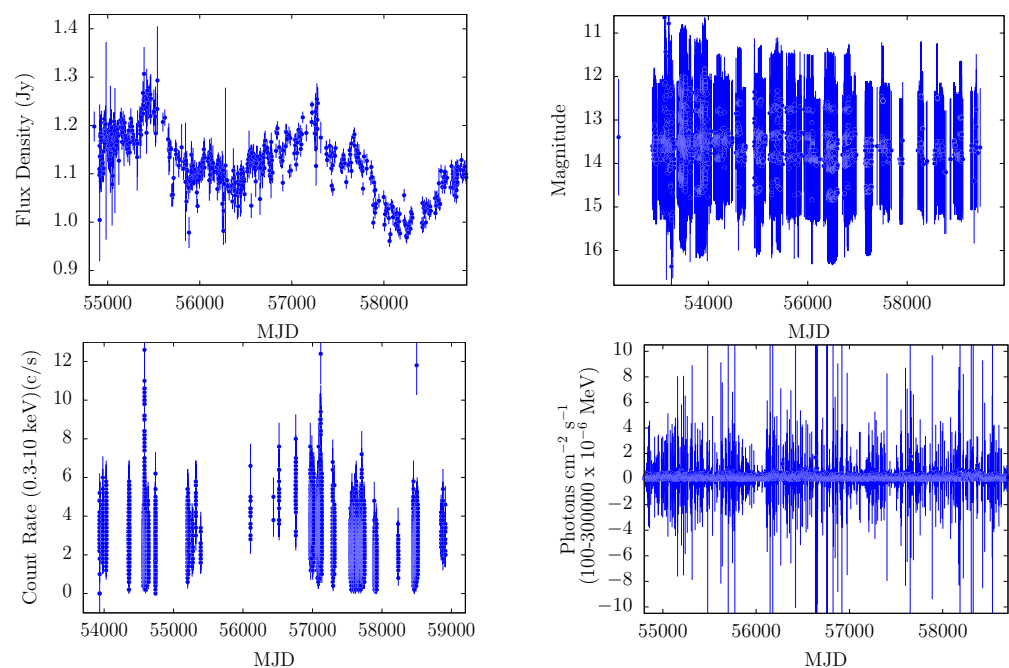 Flux Density (Jy)
1.4
1.3
1.2
1.1
1.0
0.9
55000 56000 57000 58000
MJD
Magnitude
11
12
13
14
15
16
54000 56000 58000
MJD
Count Rate (0.3-10 keV)(c/s)
12
10
8
6
4
2
0
54000 55000 56000 57000 58000 59000
MJD
Photons cm⁻² s⁻¹
(100-300000 x 10⁻⁶ MeV)
10
8
6
4
2
0
−2
−4
−6
−8
−10
55000 56000 57000 58000
MJD